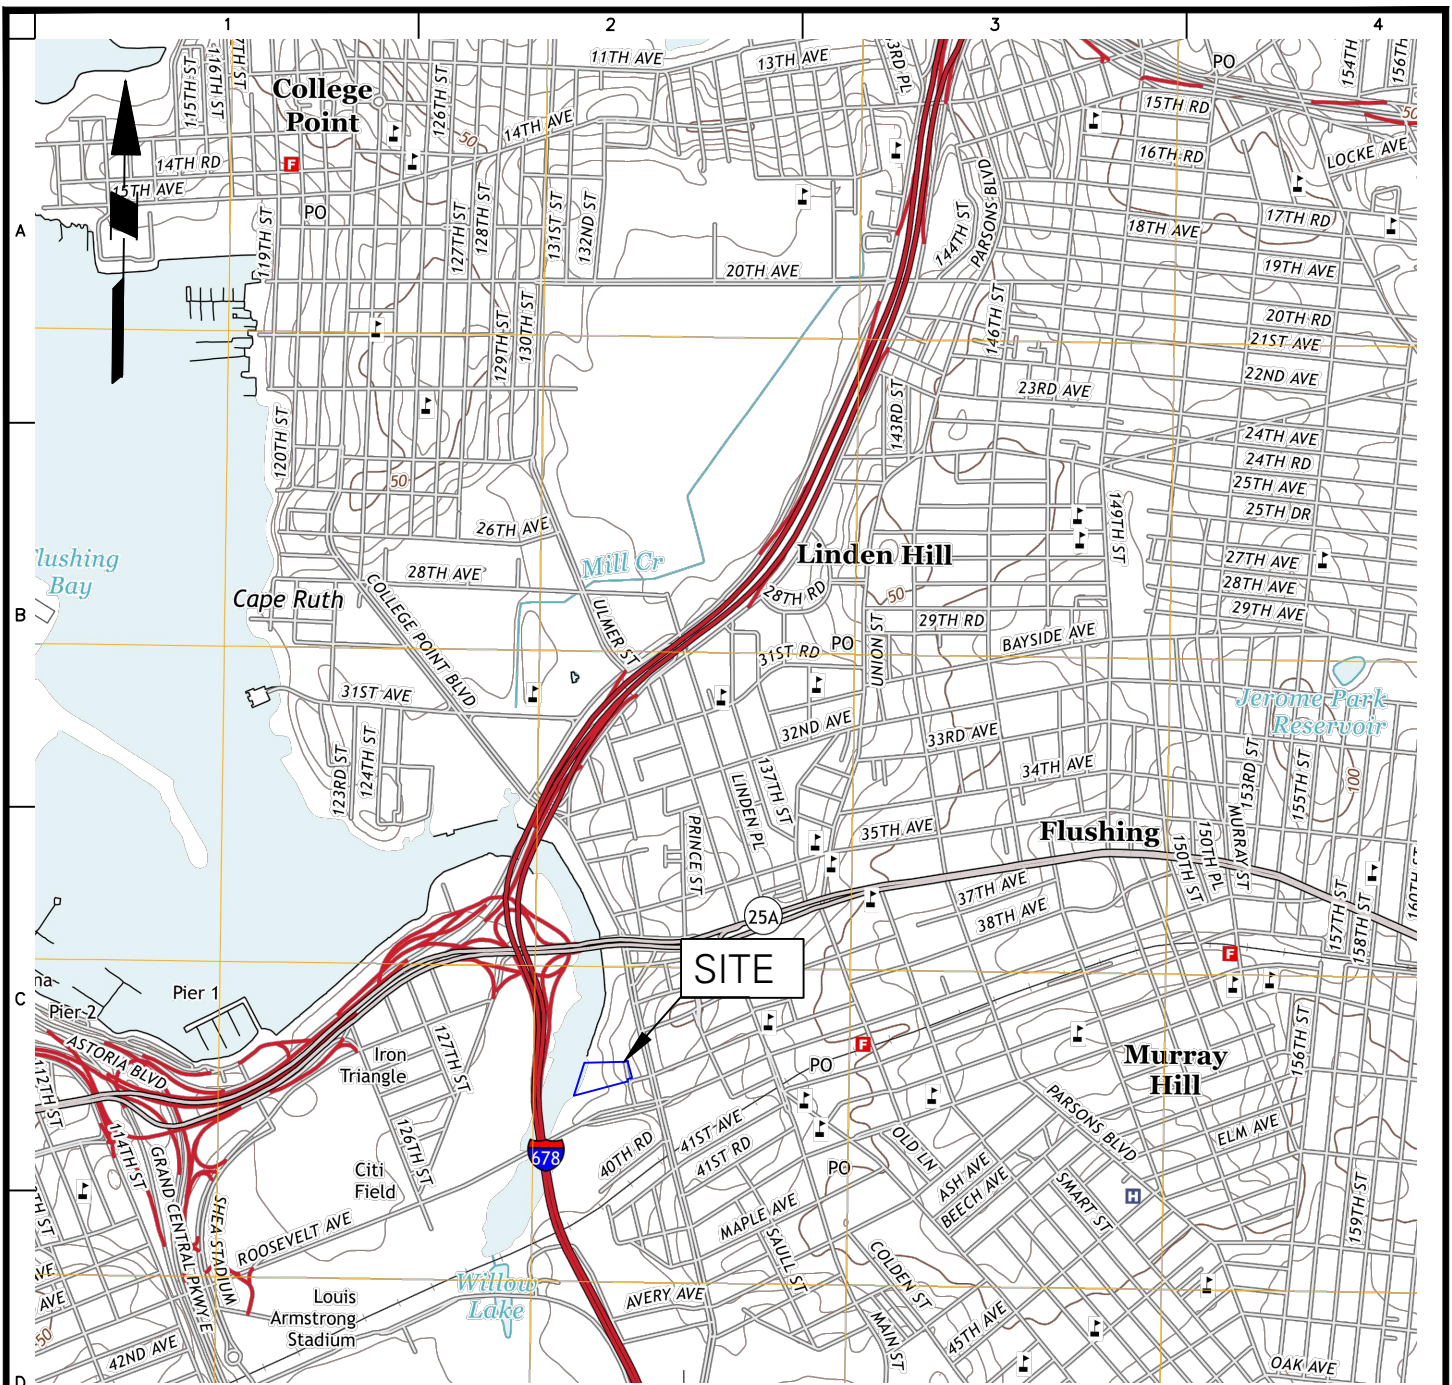 1
2
3
4
A
B
C
D
College
Point
115TH ST
116TH ST
126TH ST
11TH AVE
13TH AVE
14TH AVE
PO
154TH
156TH
15TH RD
16TH RD
LOCKE AVE
50
14TH RD
F
15TH AVE
PO
50
119TH ST
127TH ST
128TH ST
131ST ST
132ND ST
20TH AVE
144TH ST
PARSONS BLVD
17TH RD
18TH AVE
19TH AVE
129TH ST
130TH ST
146TH ST
20TH RD
21ST AVE
22ND AVE
23RD AVE
143RD ST
120TH ST
50
24TH AVE
24TH RD
25TH AVE
25TH DR
149TH ST
26TH AVE
Mill Cr
Linden Hill
27TH AVE
28TH AVE
29TH AVE
lushing
Bay
28TH AVE
28TH RD
50
Cape Ruth
COLLEGE POINT BLVD
ULMER ST
29TH RD
BAYSIDE AVE
PO
31ST RD
UNION ST
31ST AVE
Jerome Park
Reservoir
32ND AVE
33RD AVE
34TH AVE
123RD ST
124TH ST
137TH ST
LINDEN PL
PRINCE ST
153RD ST
155TH ST
100
35TH AVE
Flushing
MURRAY ST
150TH PL
150TH ST
37TH AVE
38TH AVE
157TH ST
158TH ST
160TH ST
25A
SITE
F
na
Pier 1
Pier 2
ASTORIA BLVD
112TH ST
127TH ST
Iron
Triangle
F
PO
Murray
Hill
156TH ST
126TH ST
114TH ST
GRAND CENTRAL PKWY E
SHEA STADIUM
678
40TH RD
41ST AVE
41ST RD
OLD LN
PARSONS BLVD
ELM AVE
PO
Citi
Field
ASH AVE
BEECH AVE
SMART ST
H
159TH ST
ROOSEVELT AVE
MAPLE AVE
SAULL ST
COLDEN ST
Willow
Lake
AVERY AVE
Louis
Armstrong
Stadium
MAIN ST
45TH AVE
AVE
AVE
50
42ND AVE
OAK AVE